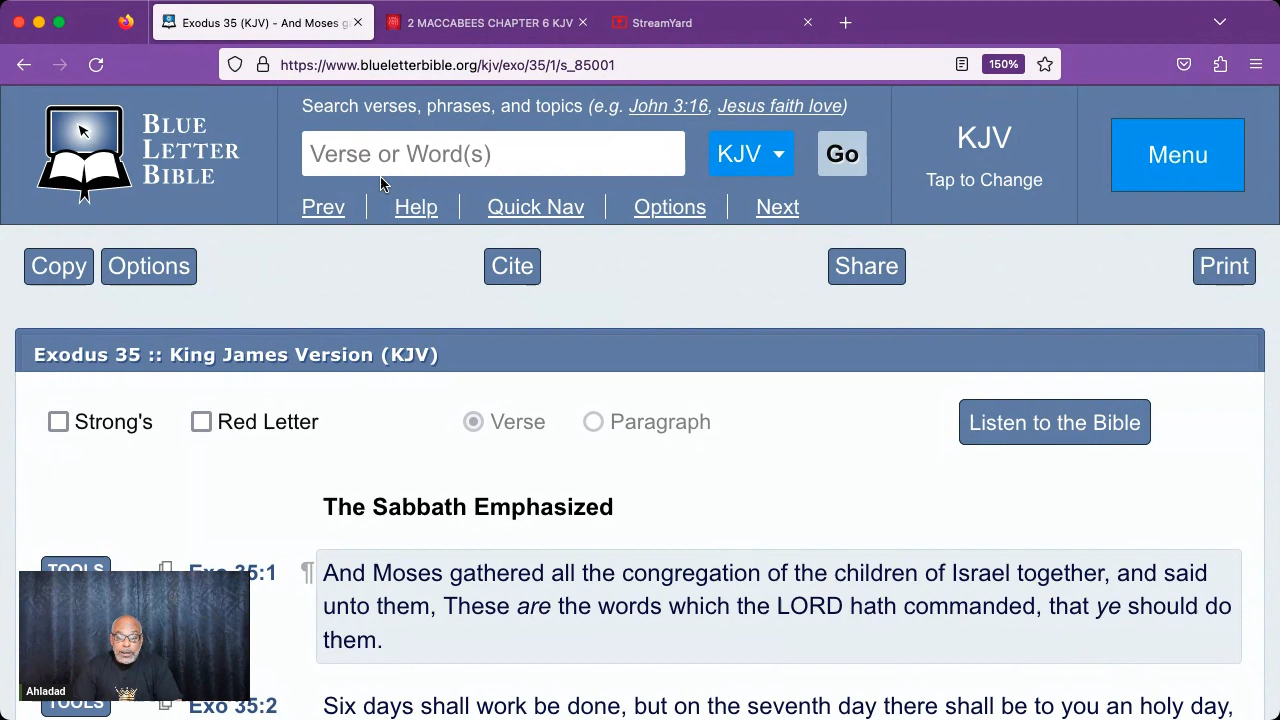 Exodus 35 (KJV) - And Moses g
2 MACCABEES CHAPTER 6 KJV
StreamYard
https://www.blueletterbible.org/kjv/exo/35/1/s_85001
150%
BLUE
LETTER
BIBLE
Search verses, phrases, and topics (e.g. John 3:16, Jesus faith love)
Verse or Word(s)
KJV
Go
Prev
Help
Quick Nav
Options
Next
KJV
Tap to Change
Menu
Copy
Options
Cite
Share
Print
Exodus 35 :: King James Version (KJV)
Strong's
Red Letter
Verse
Paragraph
Listen to the Bible
The Sabbath Emphasized
TOOLS
Exo 35:1
¶
And Moses gathered all the congregation of the children of Israel together, and said
unto them, These are the words which the LORD hath commanded, that ye should do
them.
Ahladad
TOOLS
Exo 35:2
Six days shall work be done, but on the seventh day there shall be to you an holy day,